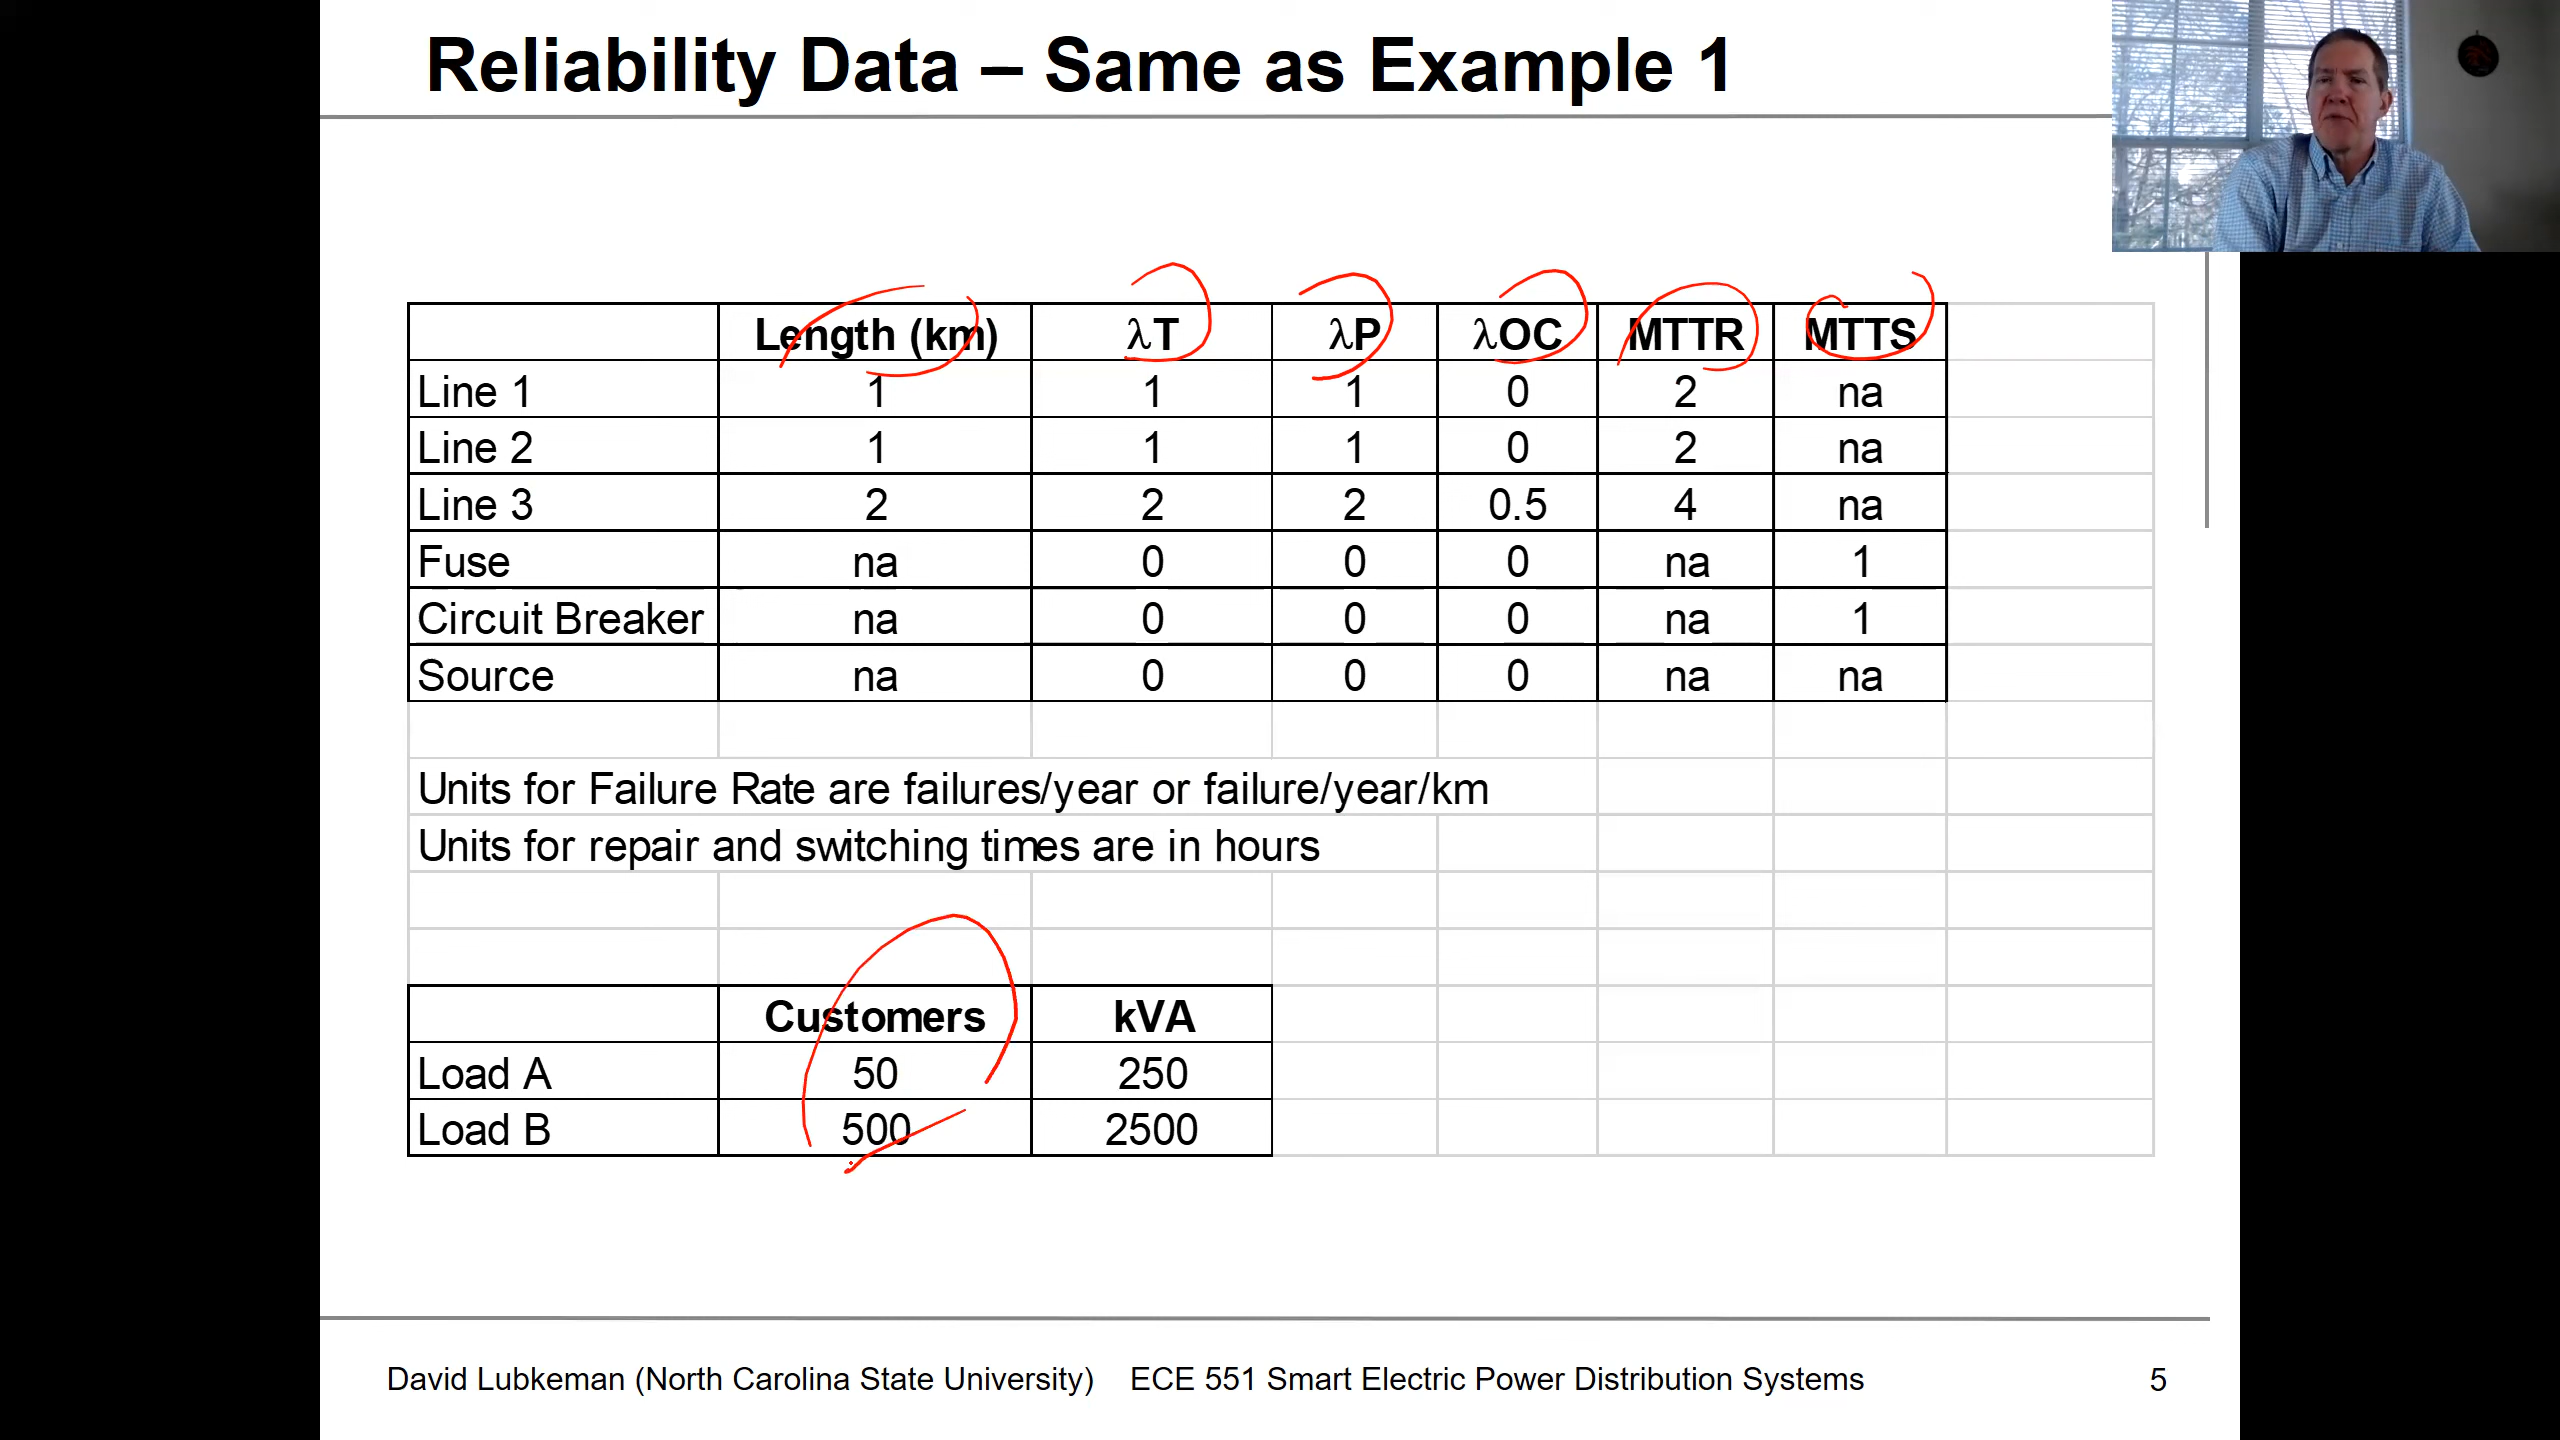 Reliability Data – Same as Example 1
Length (km) λT λP λOC MTTR MTTS
Line 1 1 1 1 0 2 na
Line 2 1 1 1 0 2 na
Line 3 2 2 2 0.5 4 na
Fuse na 0 0 0 na 1
Circuit Breaker na 0 0 0 na 1
Source na 0 0 0 na na
Units for Failure Rate are failures/year or failure/year/km
Units for repair and switching times are in hours
Customers kVA
Load A 50 250
Load B 500 2500
David Lubkeman (North Carolina State University) ECE 551 Smart Electric Power Distribution Systems 5